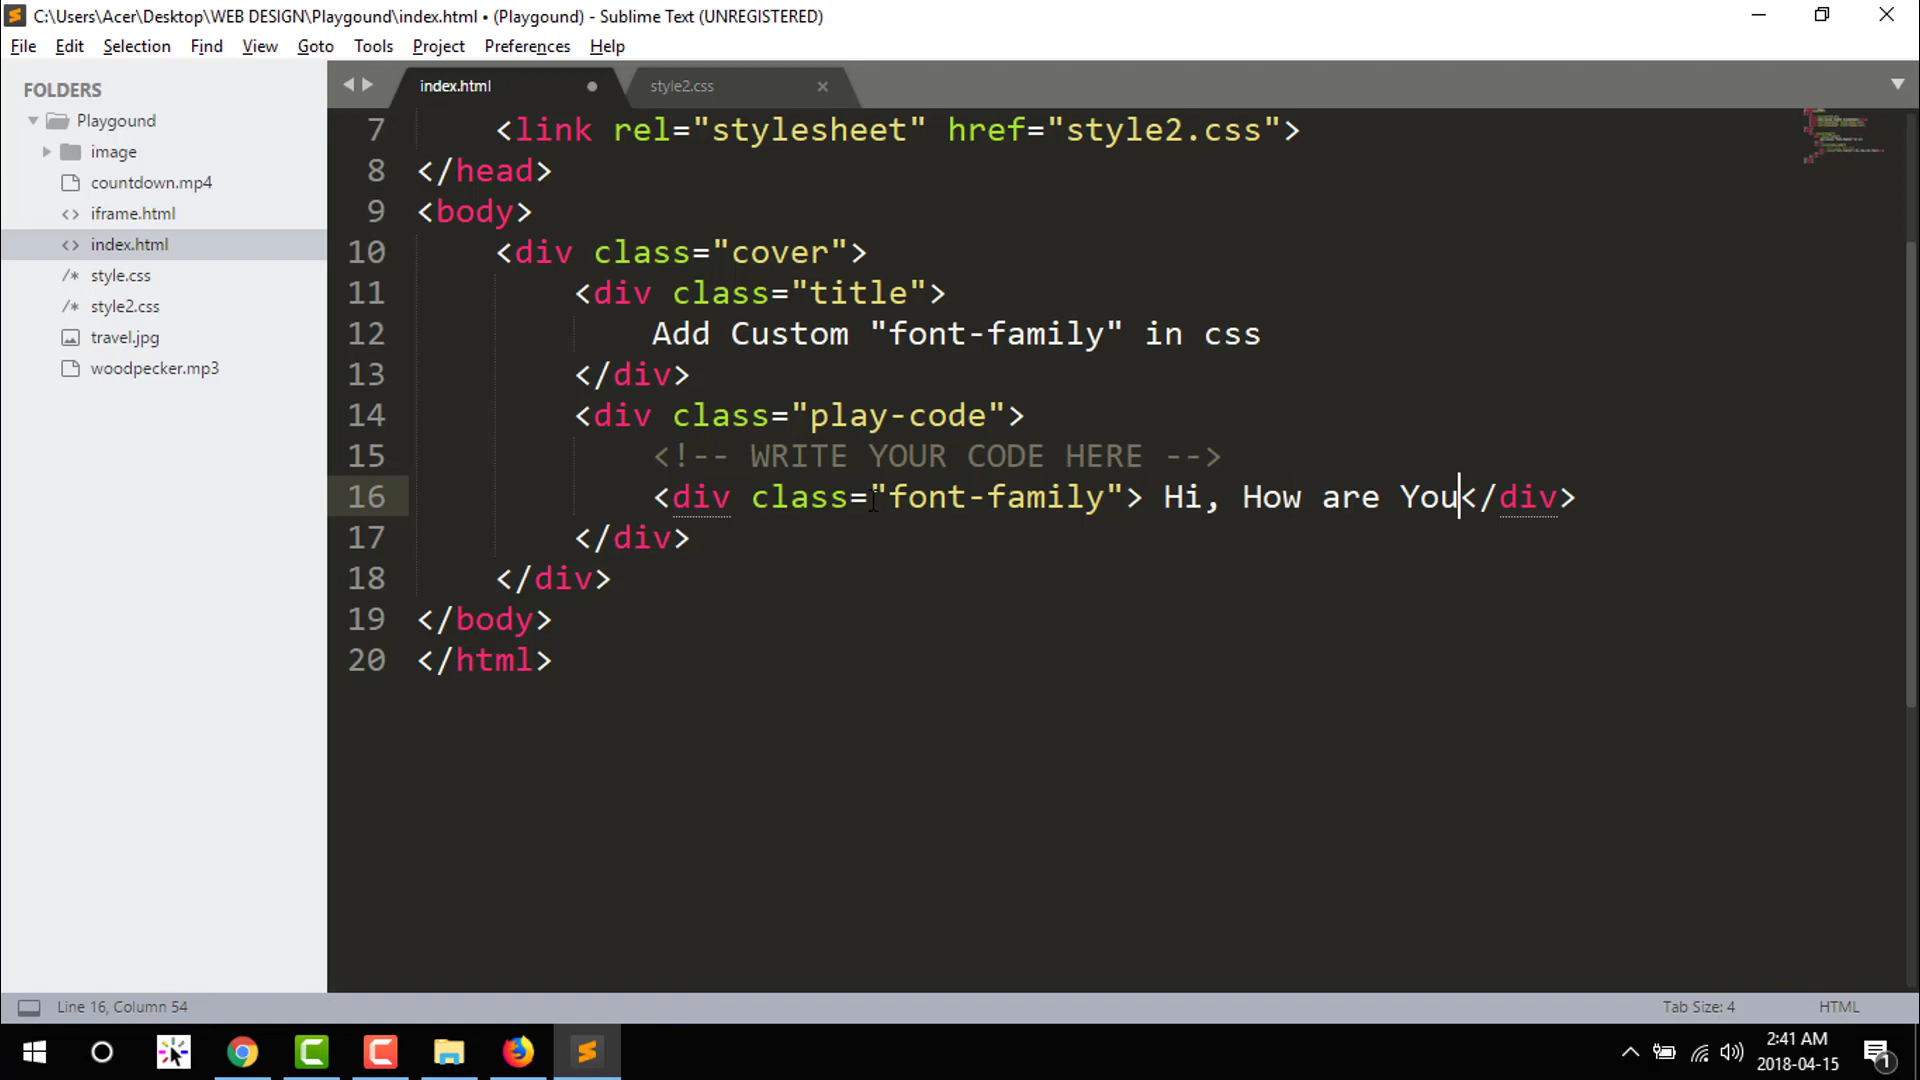 C:\Users\Acer\Desktop\WEB DESIGN\Playgound\index.html • (Playgound) - Sublime Text (UNREGISTERED)
File Edit Selection Find View Goto Tools Project Preferences Help
FOLDERS
Playgound
image
countdown.mp4
iframe.html
index.html
style.css
style2.css
travel.jpg
woodpecker.mp3
index.html style2.css
7 <link rel="stylesheet" href="style2.css">
8 </head>
9 <body>
10 <div class="cover">
11 <div class="title">
12 Add Custom "font-family" in css
13 </div>
14 <div class="play-code">
15 <!-- WRITE YOUR CODE HERE -->
16 <div class="font-family"> Hi, How are You</div>
17 </div>
18 </div>
19 </body>
20 </html>
Line 16, Column 54 Tab Size: 4 HTML
2:41 AM
2018-04-15
1